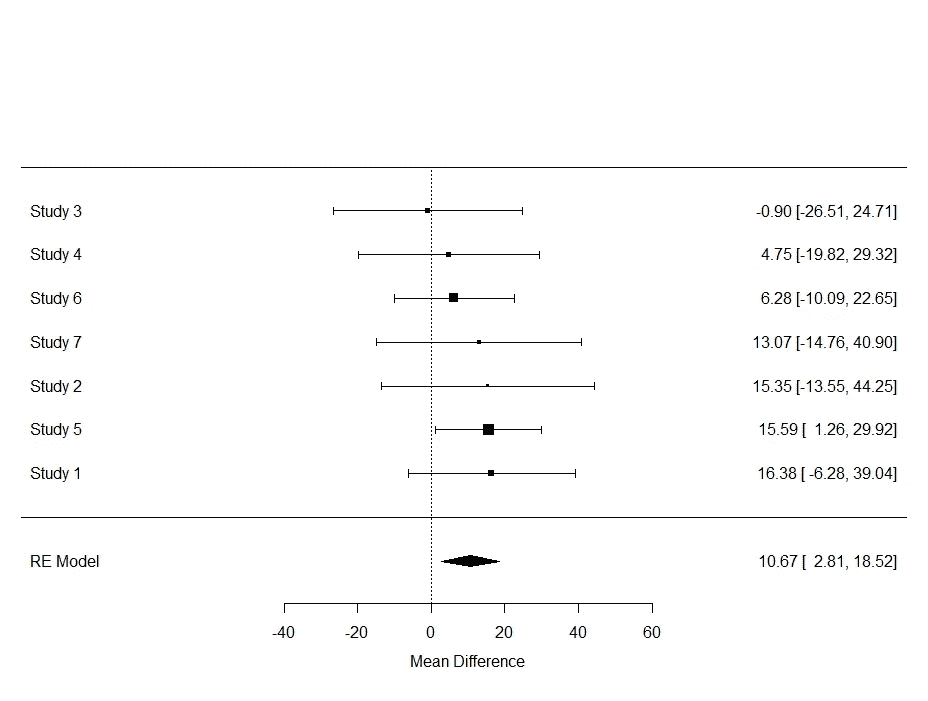 Study 3 -0.90 [-26.51, 24.71]
Study 4 4.75 [-19.82, 29.32]
Study 6 6.28 [-10.09, 22.65]
Study 7 13.07 [-14.76, 40.90]
Study 2 15.35 [-13.55, 44.25]
Study 5 15.59 [ 1.26, 29.92]
Study 1 16.38 [ -6.28, 39.04]
RE Model 10.67 [ 2.81, 18.52]
-40 -20 0 20 40 60
Mean Difference